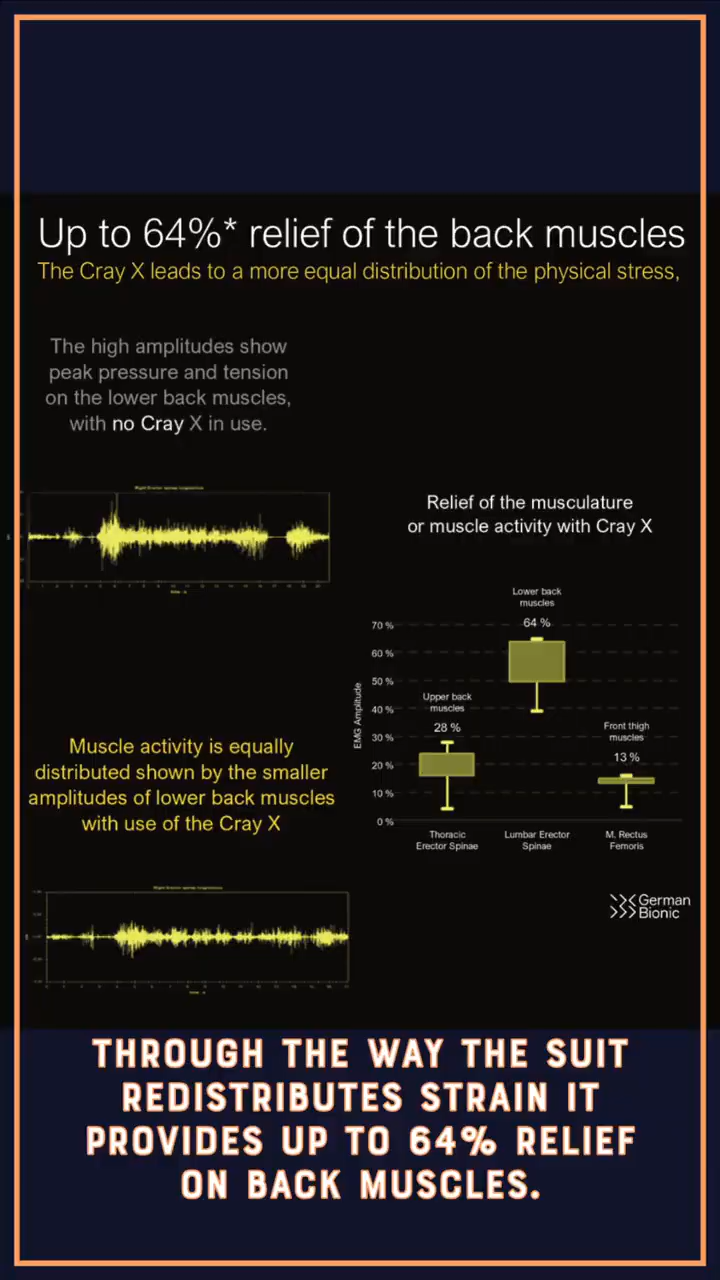 Up to 64%* relief of the back muscles
The Cray X leads to a more equal distribution of the physical stress,
The high amplitudes show
peak pressure and tension
on the lower back muscles,
with no Cray X in use.
Relief of the musculature
or muscle activity with Cray X
Lower back
muscles
64 %
70 %
60 %
50 %
40 %
30 %
20 %
10 %
0 %
EMG Amplitude
Upper back
muscles
28 %
Front thigh
muscles
13 %
Thoracic
Erector Spinae
Lumbar Erector
Spinae
M. Rectus
Femoris
Muscle activity is equally
distributed shown by the smaller
amplitudes of lower back muscles
with use of the Cray X
German
Bionic
THROUGH THE WAY THE SUIT
REDISTRIBUTES STRAIN IT
PROVIDES UP TO 64% RELIEF
ON BACK MUSCLES.